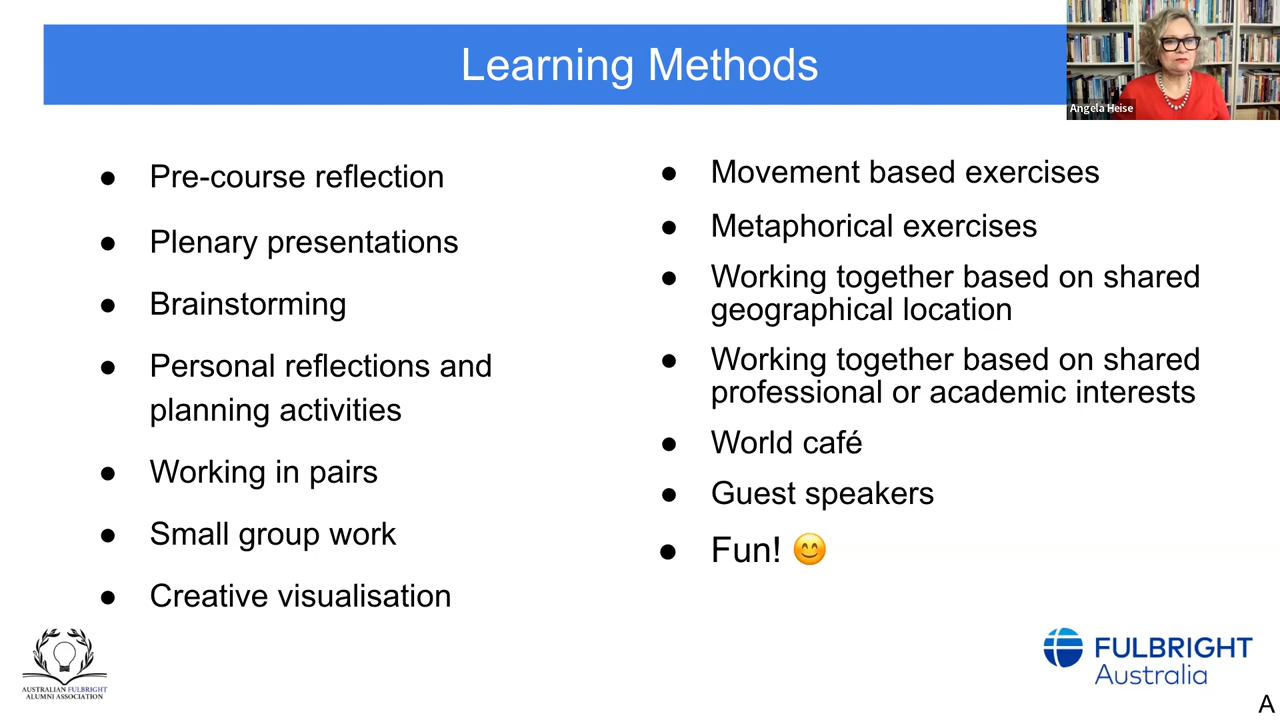 Learning Methods
Angela Heise
● Pre-course reflection
● Plenary presentations
● Brainstorming
● Personal reflections and
planning activities
● Working in pairs
● Small group work
● Creative visualisation
● Movement based exercises
● Metaphorical exercises
● Working together based on shared
geographical location
● Working together based on shared
professional or academic interests
● World café
● Guest speakers
● Fun! 😊
AUSTRALIAN FULBRIGHT
ALUMNI ASSOCIATION
FULBRIGHT
Australia
A